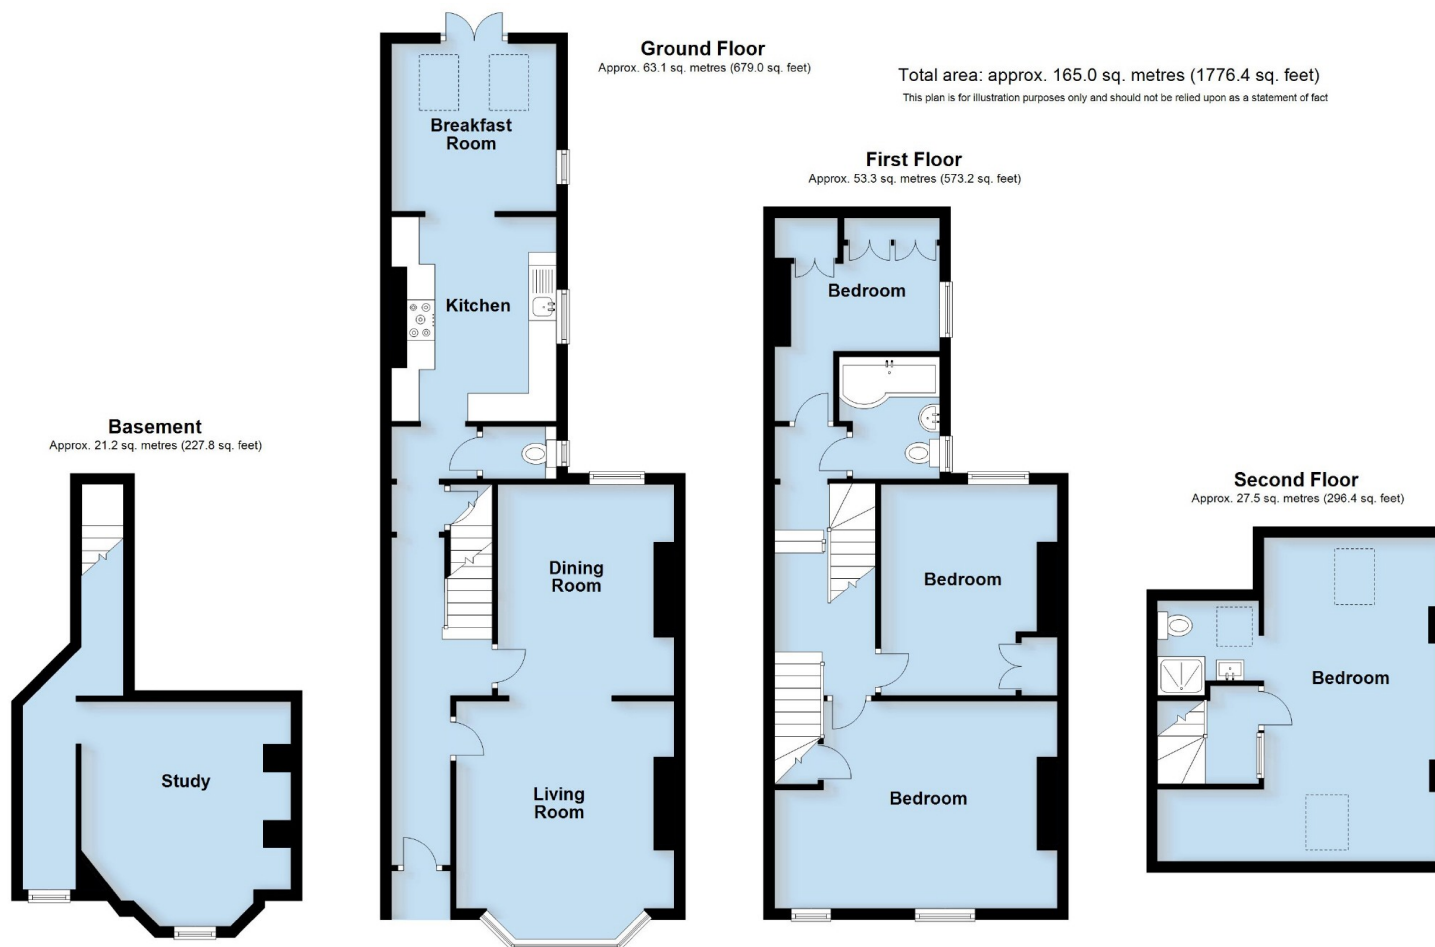 Ground Floor
Approx. 63.1 sq. metres (679.0 sq. feet)
Total area: approx. 165.0 sq. metres (1776.4 sq. feet)
This plan is for illustration purposes only and should not be relied upon as a statement of fact
Breakfast
Room
Kitchen
Dining
Room
Living
Room
First Floor
Approx. 53.3 sq. metres (573.2 sq. feet)
Bedroom
Bedroom
Bedroom
Basement
Approx. 21.2 sq. metres (227.8 sq. feet)
Study
Second Floor
Approx. 27.5 sq. metres (296.4 sq. feet)
Bedroom